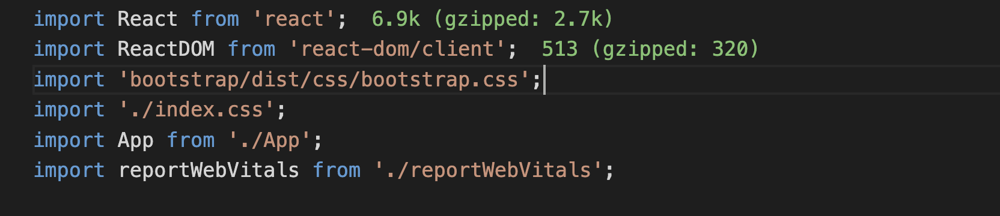 import React from 'react';  6.9k (gzipped: 2.7k)
import ReactDOM from 'react-dom/client';  513 (gzipped: 320)
import 'bootstrap/dist/css/bootstrap.css';
import './index.css';
import App from './App';
import reportWebVitals from './reportWebVitals';